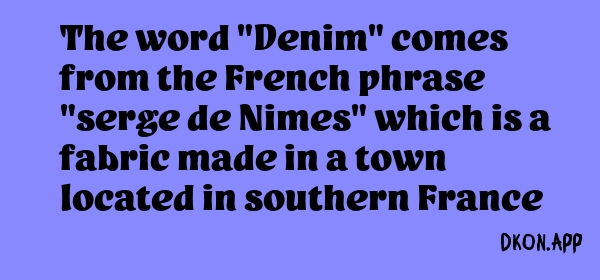 The word "Denim" comes
from the French phrase
"serge de Nimes" which is a
fabric made in a town
located in southern France
DKON.APP